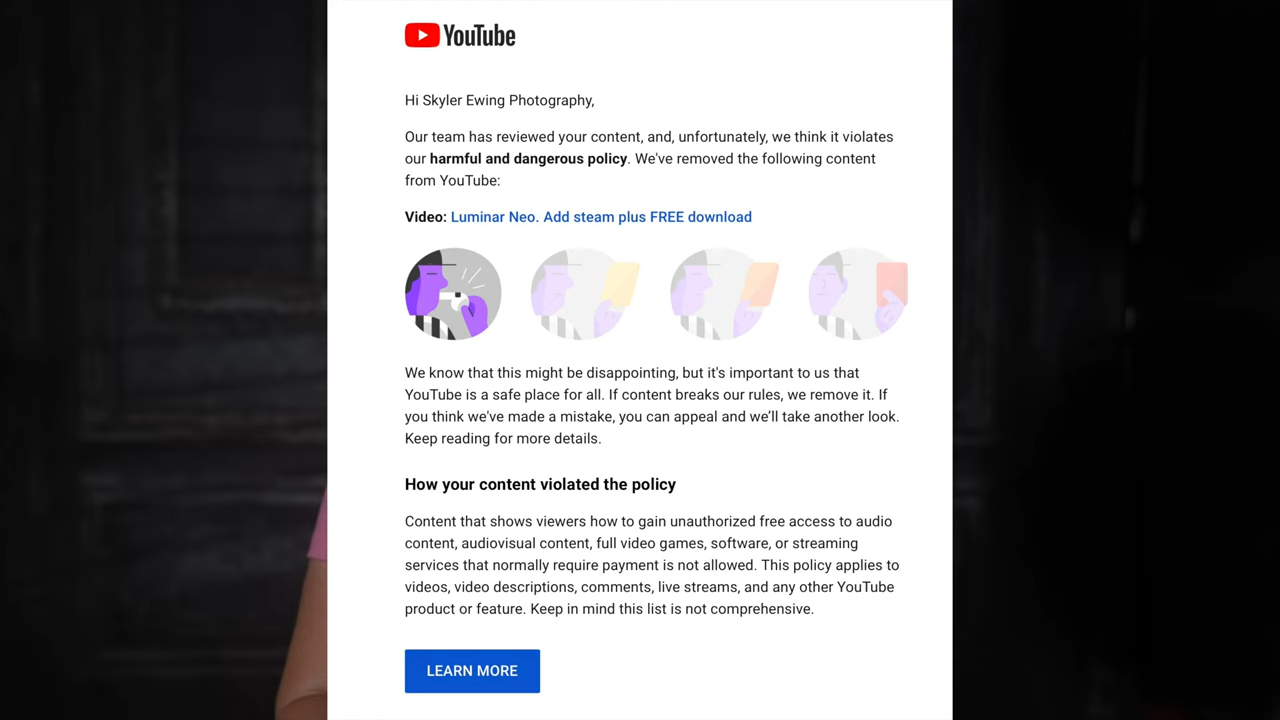 YouTube
Hi Skyler Ewing Photography,
Our team has reviewed your content, and, unfortunately, we think it violates
our harmful and dangerous policy. We've removed the following content
from YouTube:
Video: Luminar Neo. Add steam plus FREE download
We know that this might be disappointing, but it's important to us that
YouTube is a safe place for all. If content breaks our rules, we remove it. If
you think we've made a mistake, you can appeal and we’ll take another look.
Keep reading for more details.
How your content violated the policy
Content that shows viewers how to gain unauthorized free access to audio
content, audiovisual content, full video games, software, or streaming
services that normally require payment is not allowed. This policy applies to
videos, video descriptions, comments, live streams, and any other YouTube
product or feature. Keep in mind this list is not comprehensive.
LEARN MORE